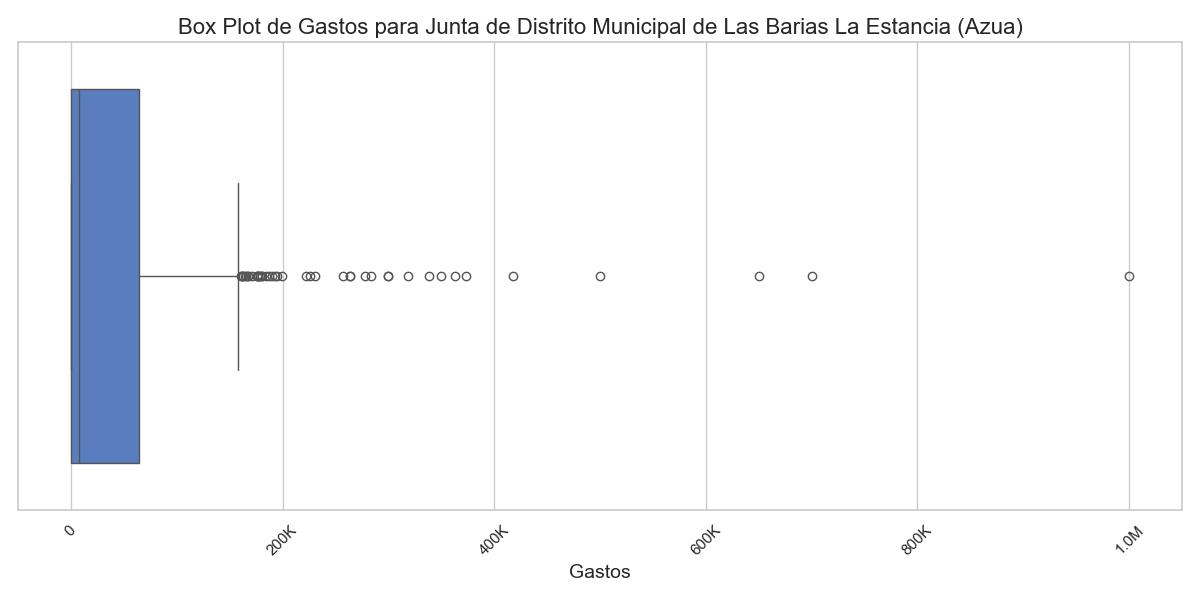 Box Plot de Gastos para Junta de Distrito Municipal de Las Barias La Estancia (Azua)
0
200K
400K
600K
800K
1.0M
Gastos